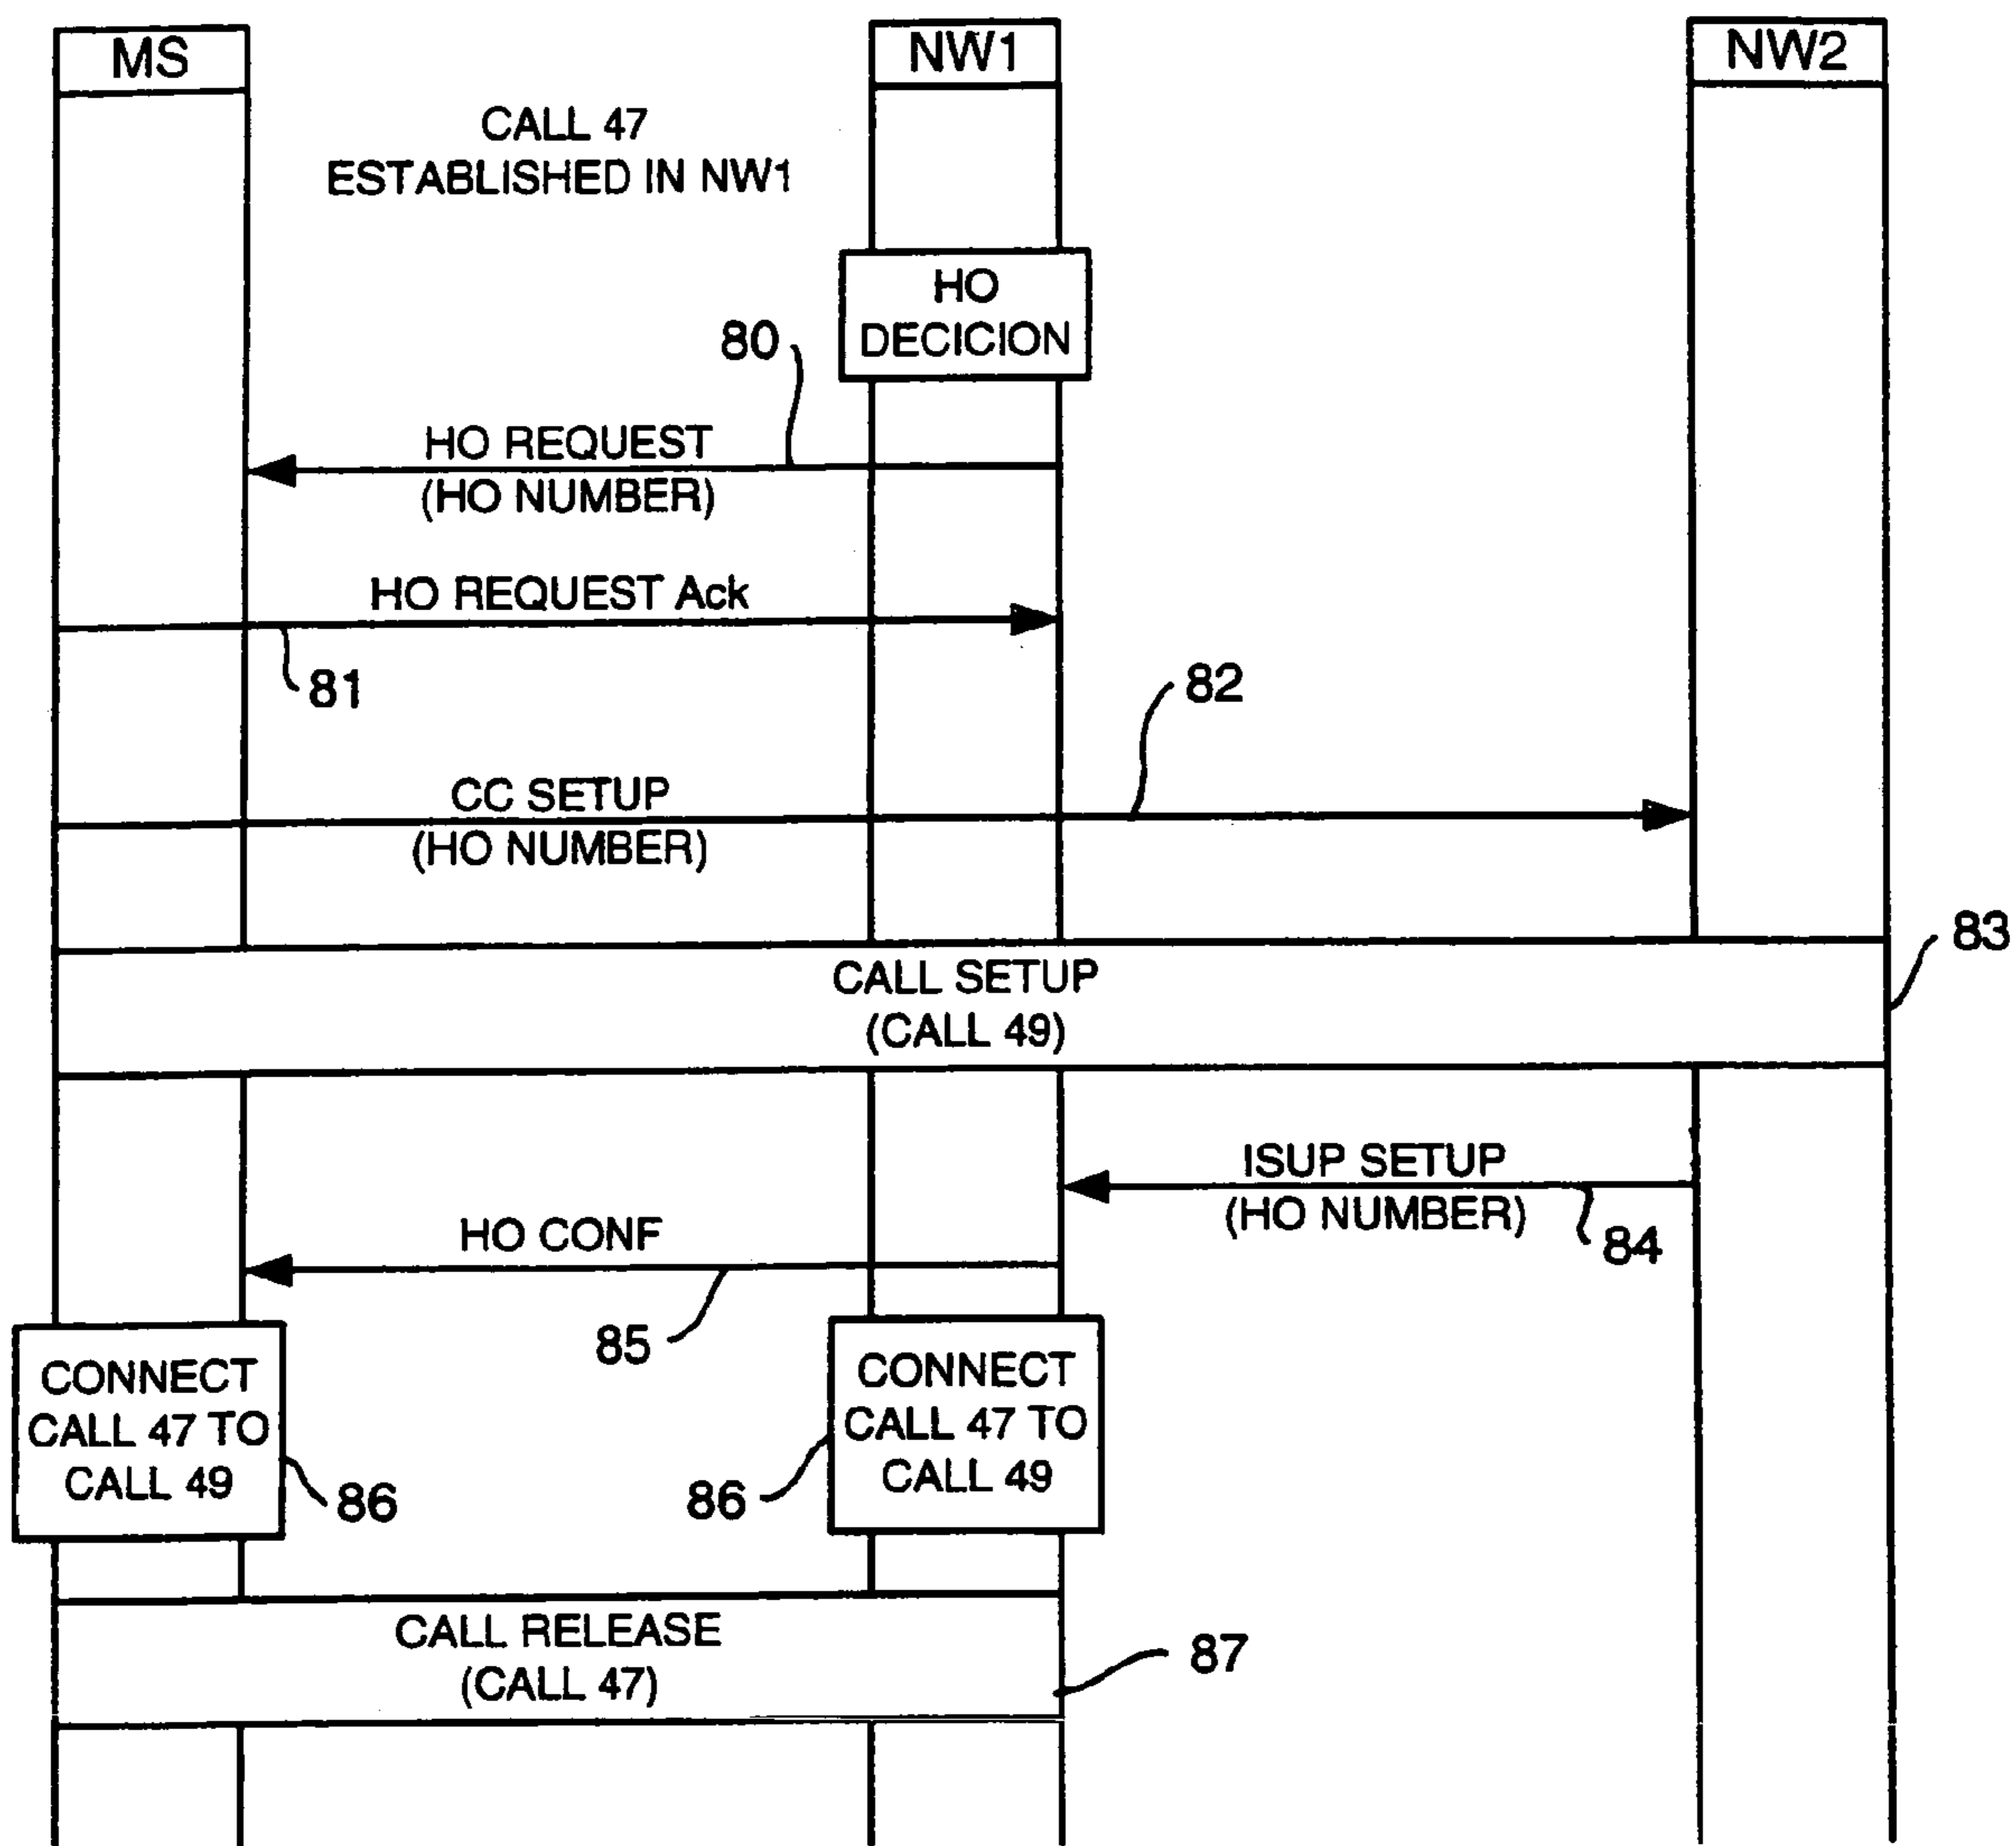 MS
NW1
NW2
CALL 47
ESTABLISHED IN NW1
HO
DECICION
80
HO REQUEST
(HO NUMBER)
HO REQUEST Ack
81
82
CC SETUP
(HO NUMBER)
83
CALL SETUP
(CALL 49)
ISUP SETUP
(HO NUMBER)
84
HO CONF
85
CONNECT
CALL 47 TO
CALL 49
86
CONNECT
CALL 47 TO
CALL 49
86
CALL RELEASE
(CALL 47)
87